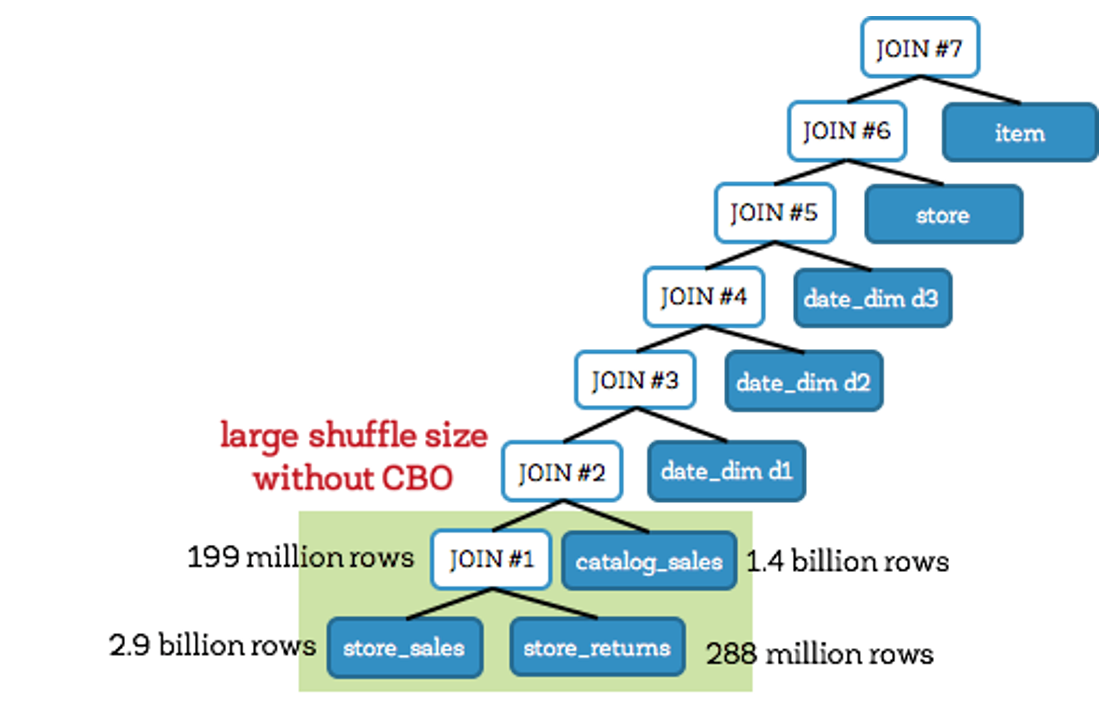 JOIN #7
JOIN #6
item
JOIN #5
store
JOIN #4
date_dim d3
JOIN #3
date_dim d2
large shuffle size
without CBO
JOIN #2
date_dim d1
199 million rows
JOIN #1
catalog_sales
1.4 billion rows
2.9 billion rows
store_sales
store_returns
288 million rows